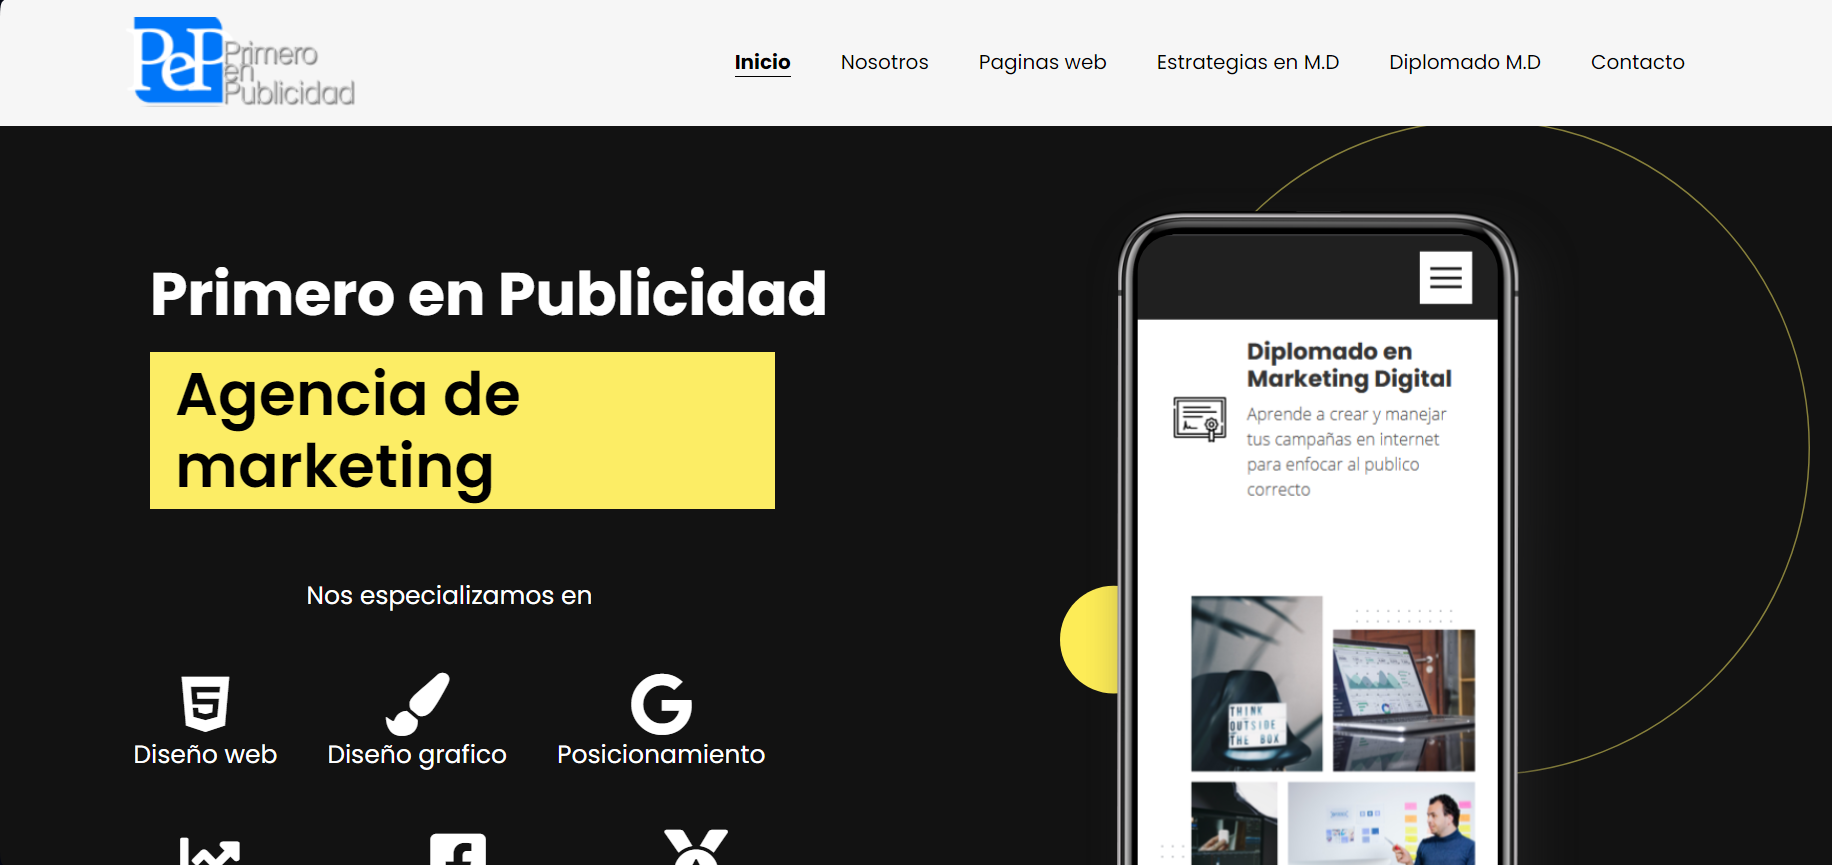 PeP
Primero
en
Publicidad
Inicio
Nosotros
Paginas web
Estrategias en M.D
Diplomado M.D
Contacto
Primero en Publicidad
Agencia de
marketing
Nos especializamos en
Diseño web
Diseño grafico
Posicionamiento
Diplomado en
Marketing Digital
Aprende a crear y manejar
tus campañas en internet
para enfocar al publico
correcto
THINK
OUTSIDE
THE BOX